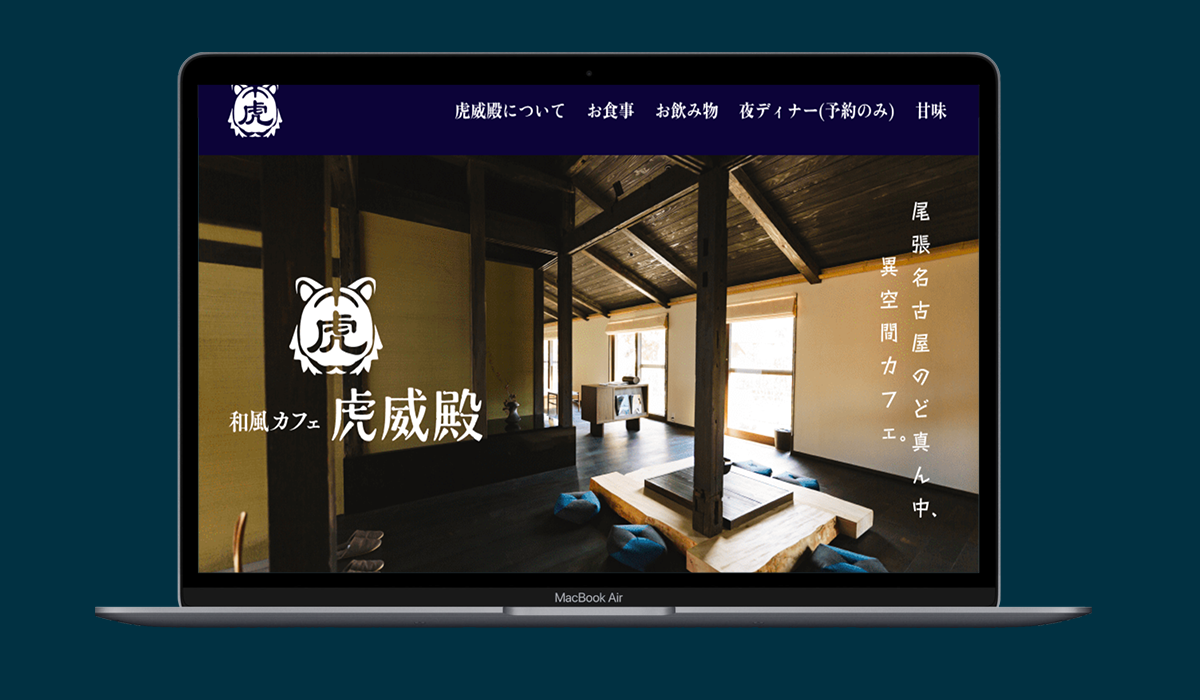 虎
虎威殿について お食事 お飲み物 夜ディナー(予約のみ) 甘味
虎
和風カフェ 虎威殿
尾張名古屋のど真ん中、
異空間カフェ。
MacBook Air